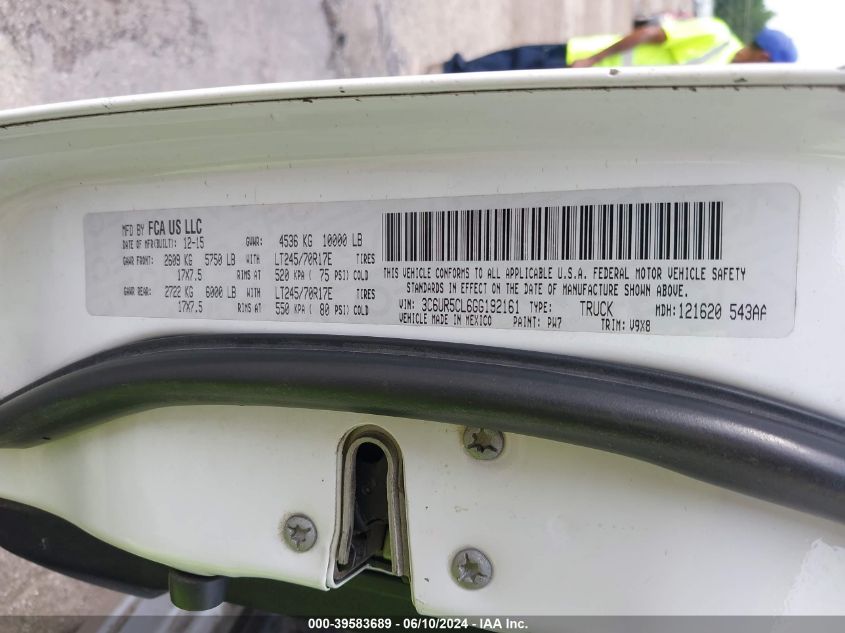 MFD BY FCA US LLC
DATE OF MFR(BUILT): 12-15 GVWR: 4536 KG 10000 LB
GAWR FRONT: 2609 KG 5750 LB WITH LT245/70R17E TIRES
17X7.5 RIMS AT 520 KPA ( 75 PSI) COLD
GAWR REAR: 2722 KG 6000 LB WITH LT245/70R17E TIRES
17X7.5 RIMS AT 550 KPA ( 80 PSI) COLD
THIS VEHICLE CONFORMS TO ALL APPLICABLE U.S.A. FEDERAL MOTOR VEHICLE SAFETY
STANDARDS IN EFFECT ON THE DATE OF MANUFACTURE SHOWN ABOVE.
VIN: 3C6UR5CL6GG192161 TYPE: TRUCK MDH: 121620 543AA
VEHICLE MADE IN MEXICO PAINT: PW7 TRIM: V9X8
000-39583689 - 06/10/2024 - IAA Inc.